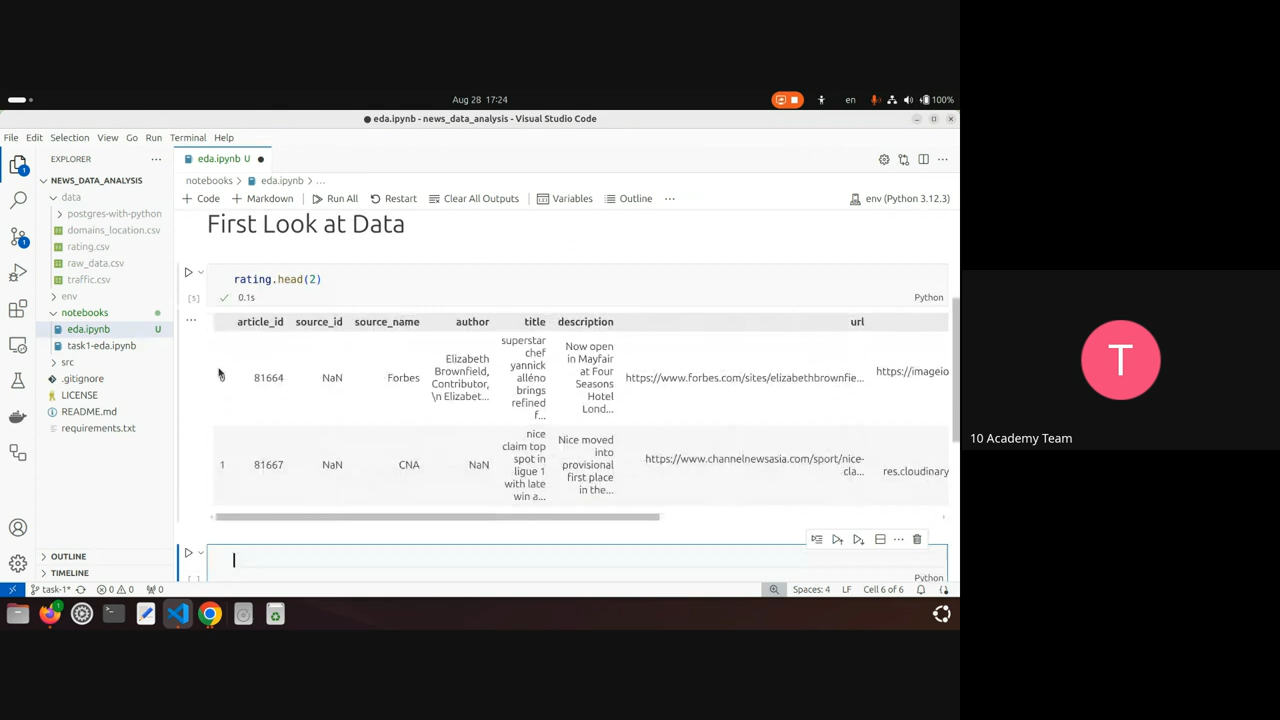 Aug 28 17:24
en
100%
eda.ipynb - news_data_analysis - Visual Studio Code
File Edit Selection View Go Run Terminal Help
EXPLORER
eda.ipynb U
NEWS_DATA_ANALYSIS
notebooks > eda.ipynb > ...
data
postgres-with-python
domains_location.csv
rating.csv
raw_data.csv
traffic.csv
env
notebooks
eda.ipynb U
task1-eda.ipynb
src
.gitignore
LICENSE
README.md
requirements.txt
OUTLINE
TIMELINE
+ Code + Markdown Run All Restart Clear All Outputs Variables Outline ... env (Python 3.12.3)
First Look at Data
rating.head(2)
[5] 0.1s Python
article_id source_id source_name author title description url
0 81664 NaN Forbes
Elizabeth
Brownfield,
Contributor,
\n Elizabet...
superstar
chef
yannick
alléno
brings
refined
f...
Now open
in Mayfair
at Four
Seasons
Hotel
Lond...
https://www.forbes.com/sites/elizabethbrownfie...
https://imageio
1 81667 NaN CNA NaN
nice
claim top
spot in
ligue 1
with late
win a...
Nice moved
into
provisional
first place
in the...
https://www.channelnewsasia.com/sport/nice-
cla...
res.cloudinary
[ ] Python
task-1* 0 0 0 Spaces: 4 LF Cell 6 of 6
1
1
1
T
10 Academy Team